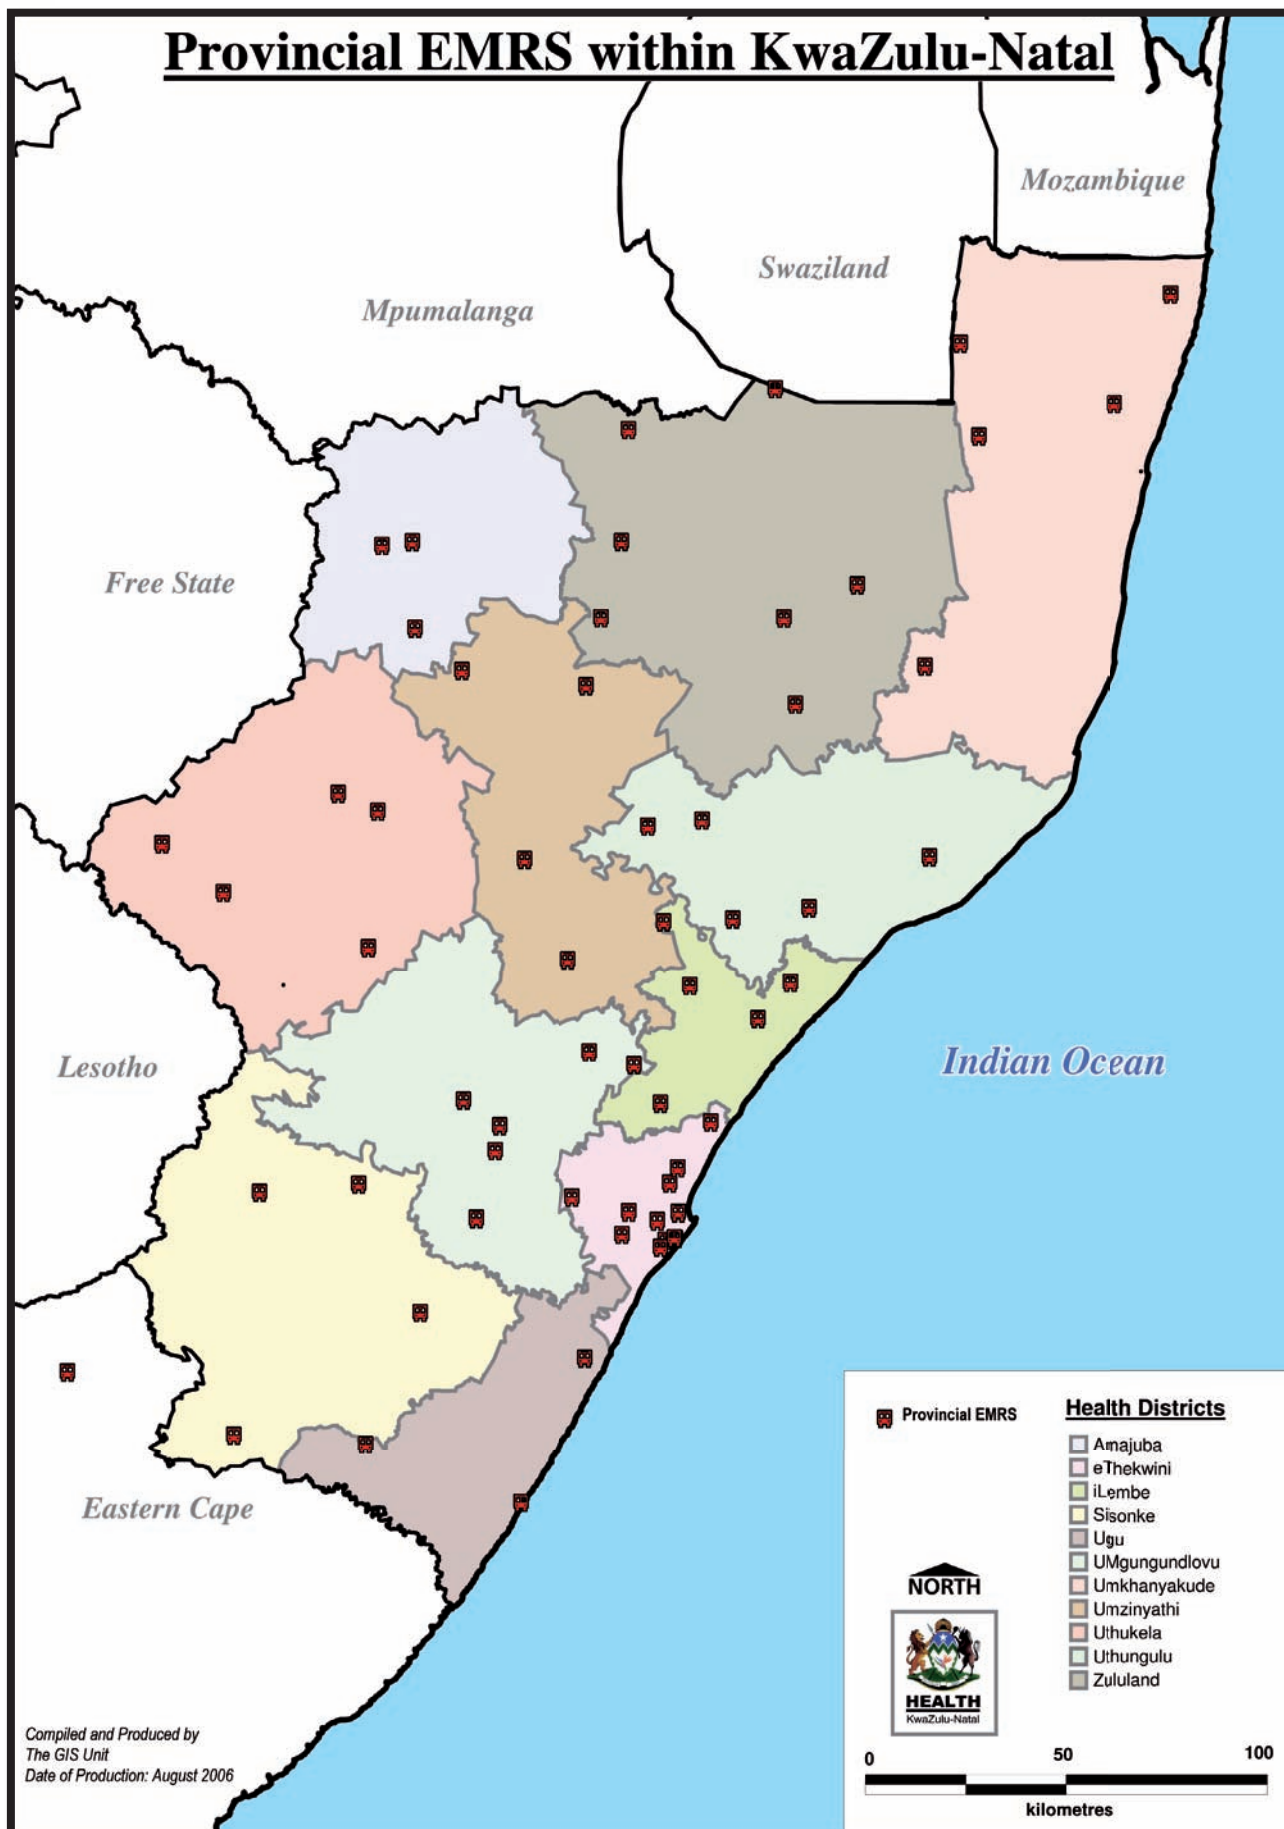 Provincial EMRS within KwaZulu-Natal
Mozambique
Swaziland
Mpumalanga
Free State
Lesotho
Indian Ocean
Eastern Cape
Provincial EMRS
Health Districts
Amajuba
eThekwini
iLembe
Sisonke
Ugu
UMgungundlovu
Umkhanyakude
Umzinyathi
Uthukela
Uthungulu
Zululand
NORTH
HEALTH
KwaZulu-Natal
Compiled and Produced by
The GIS Unit
Date of Production: August 2006
0 50 100
kilometres